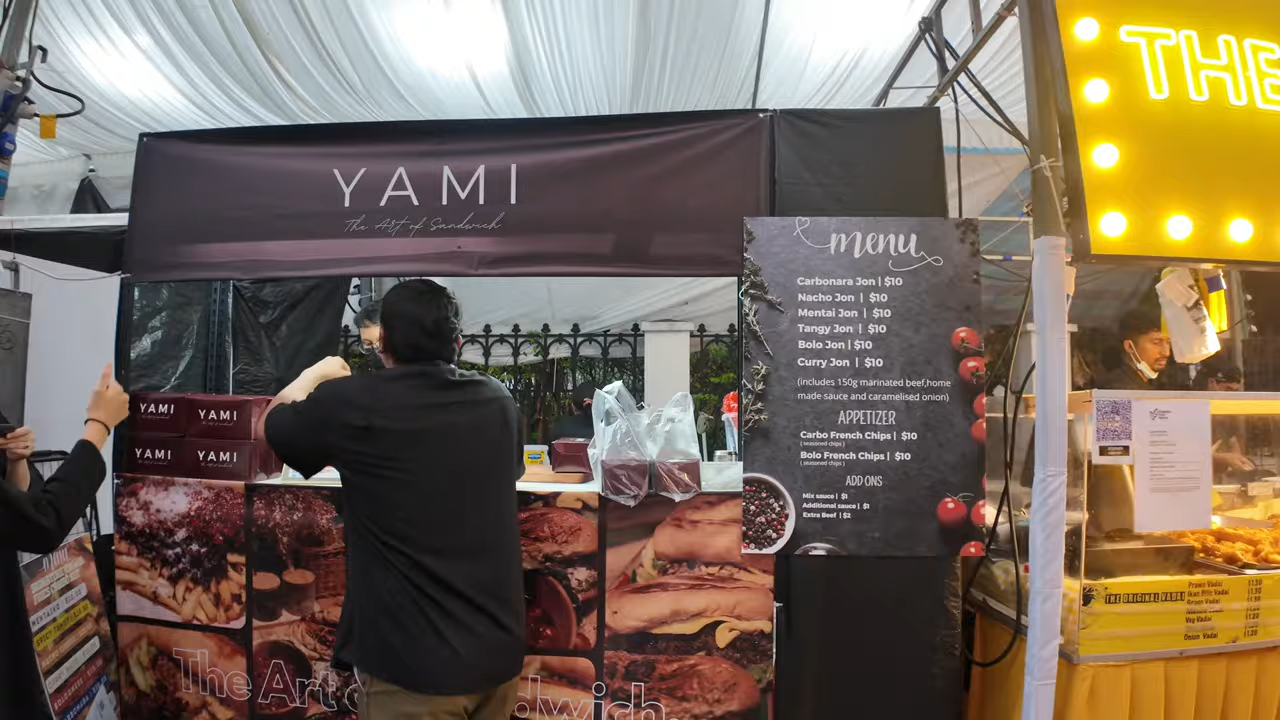 YAMI
The Art of Sandwich
menu
Carbonara Jon | $10
Nacho Jon | $10
Mentai Jon | $10
Tangy Jon | $10
Bolo Jon | $10
Curry Jon | $10
(includes 150g marinated beef,home
made sauce and caramelised onion)
APPETIZER
Carbo French Chips | $10
(seasoned chips)
Bolo French Chips | $10
(seasoned chips)
ADD ONS
Mix sauce | $1
Additional sauce | $1
Extra Beef | $2
YAMI
YAMI
YAMI
YAMI
The Art
dwich
THE
THE ORIGINAL VADAI
Prawn Vadai
Ikan Bilis Vadai
Green Vadai
Veg Vadai
Onion Vadai